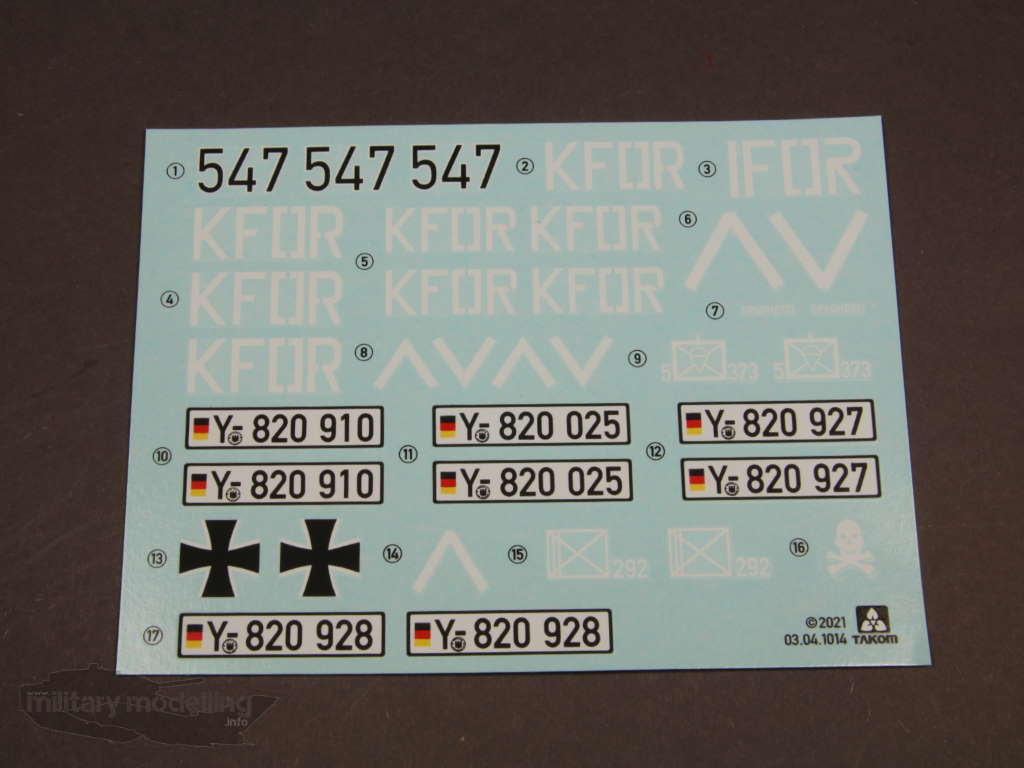 ① 547 547 547 ② KFOR ③ IFOR
KFOR ⑤ KFOR KFOR ⑥
④ KFOR KFOR KFOR ⑦
KFOR ⑧ ⑨ 5 373 5 373
⑩ Y- 820 910 ⑪ Y- 820 025 ⑫ Y- 820 927
Y- 820 910 Y- 820 025 Y- 820 927
⑬ ⑭ ⑮ 292 292 ⑯
⑰ Y- 820 928 Y- 820 928
©2021
03.04.1014 TAKOM
www.
military modelling
.info